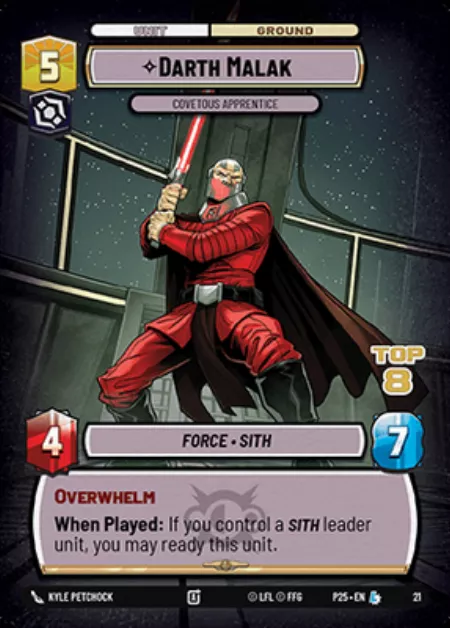 UNIT
GROUND
5
DARTH MALAK
COVETOUS APPRENTICE
TOP
8
4
FORCE • SITH
7
OVERWHELM
When Played: If you control a SITH leader
unit, you may ready this unit.
KYLE PETCHOCK
© LFL ℗ FFG
P25 • EN
21